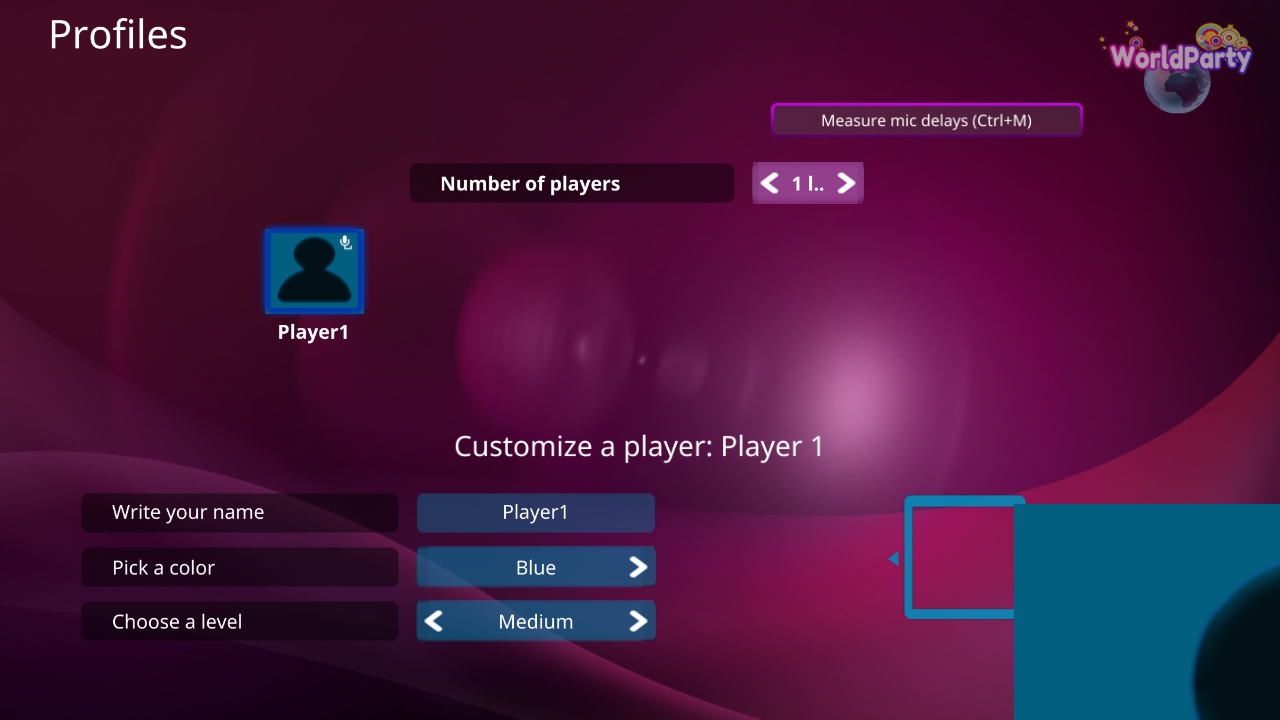 Profiles
WorldParty
Measure mic delays (Ctrl+M)
Number of players
1 l..
Player1
Customize a player: Player 1
Write your name
Player1
Pick a color
Blue
Choose a level
Medium